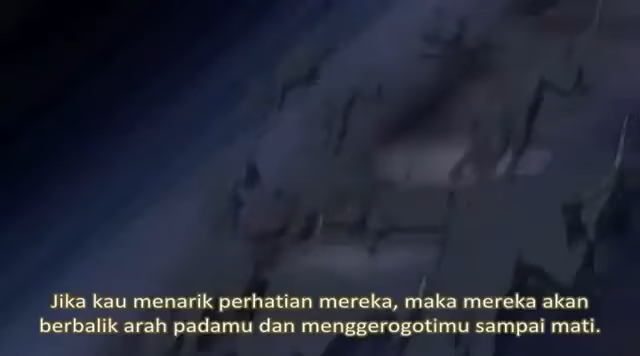 Jika kau menarik perhatian mereka, maka mereka akan
berbalik arah padamu dan menggerogotimu sampai mati.